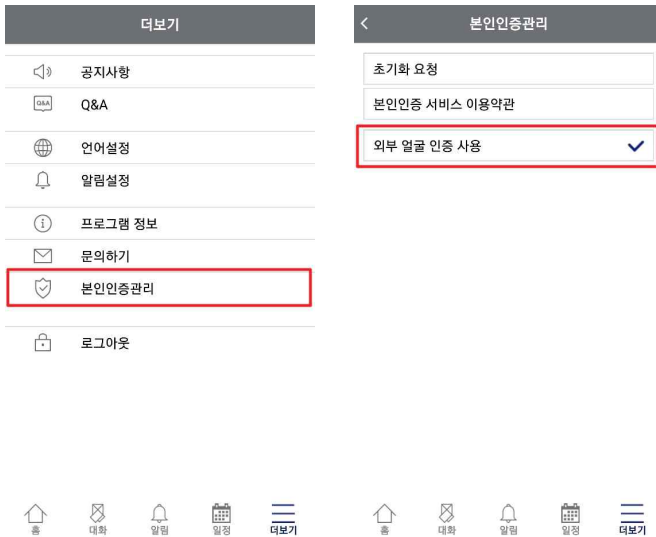 더보기
공지사항
Q&A
Q&A
언어설정
알림설정
프로그램 정보
문의하기
본인인증관리
로그아웃
홈
대화
알림
일정
더보기
본인인증관리
초기화 요청
본인인증 서비스 이용약관
외부 얼굴 인증 사용
홈
대화
알림
일정
더보기